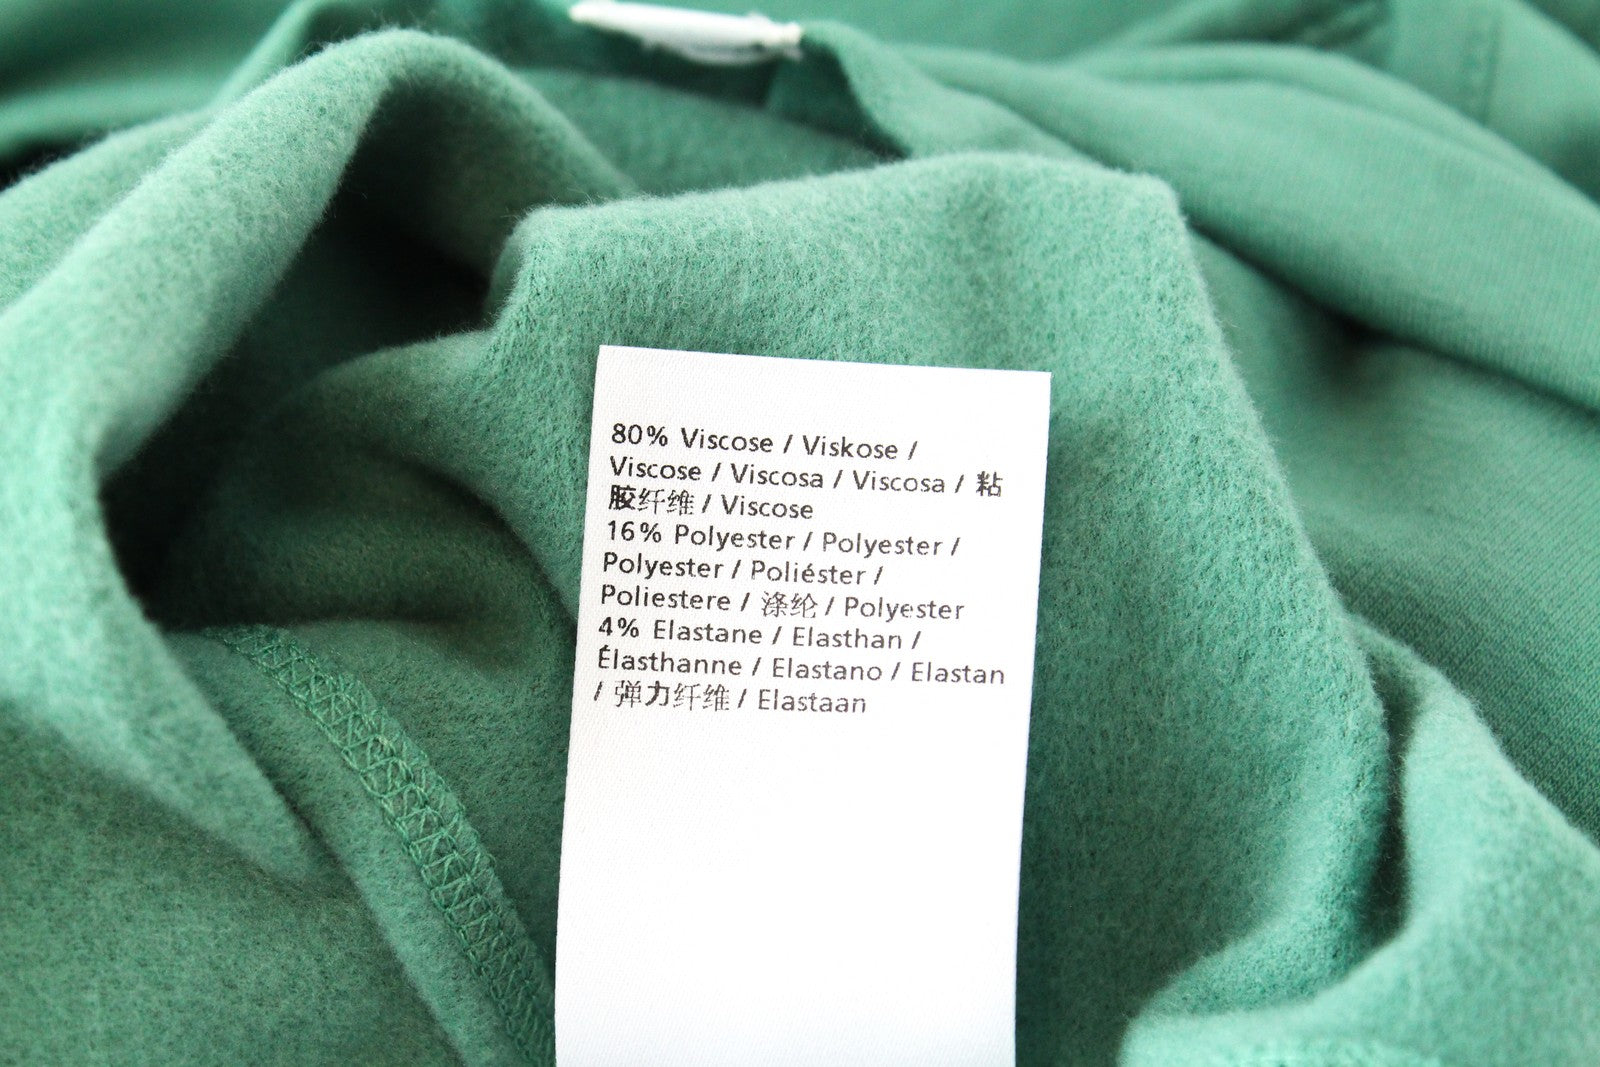 80% Viscose / Viskose /
Viscose / Viscosa / Viscosa / 粘
胶纤维 / Viscose
16% Polyester / Polyester /
Polyester / Poliéster /
Poliestere / 涤纶 / Polyester
4% Elastane / Elasthan /
Élasthanne / Elastano / Elastan
/ 弹力纤维 / Elastaan